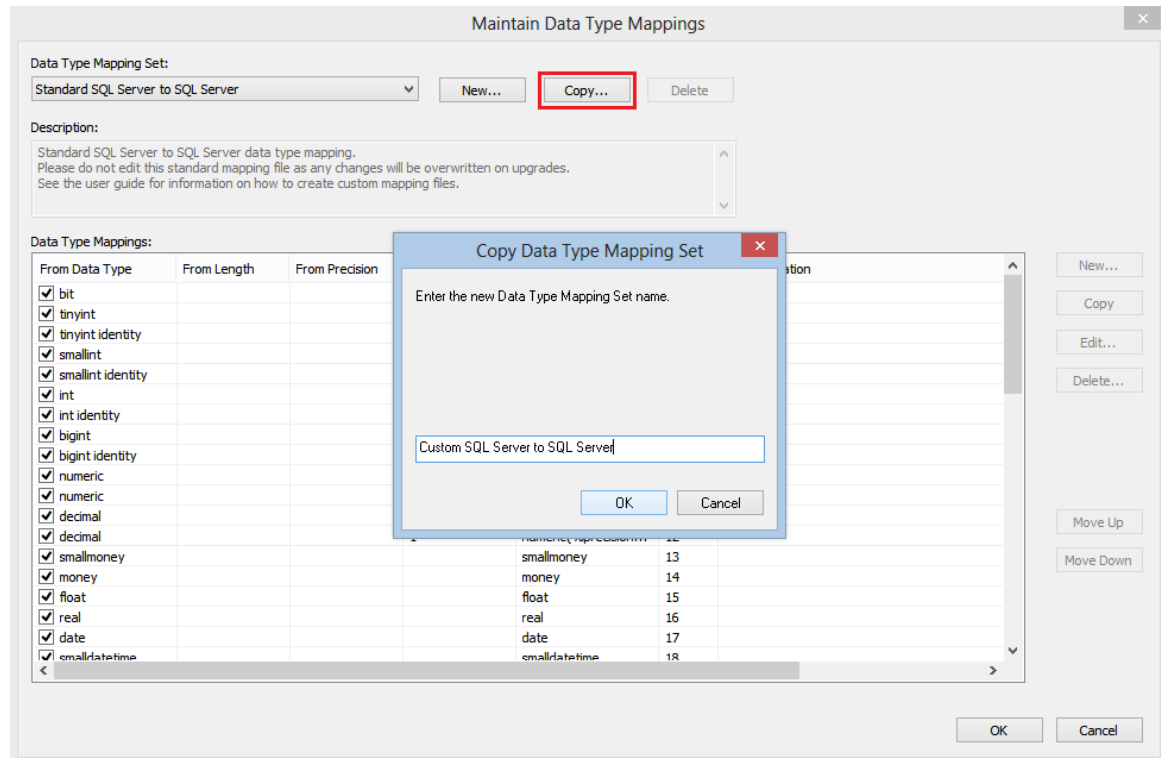 Maintain Data Type Mappings
Data Type Mapping Set:
Standard SQL Server to SQL Server
New...
Copy...
Delete
Description:
Standard SQL Server to SQL Server data type mapping.
Please do not edit this standard mapping file as any changes will be overwritten on upgrades.
See the user guide for information on how to create custom mapping files.
Data Type Mappings:
From Data Type From Length From Precision
bit
tinyint
tinyint identity
smallint
smallint identity
int
int identity
bigint
bigint identity
numeric
numeric
decimal
decimal 12
smallmoney smallmoney 13
money money 14
float float 15
real real 16
date date 17
smalldatetime smalldatetime 18
Copy Data Type Mapping Set
Enter the new Data Type Mapping Set name.
Custom SQL Server to SQL Server
OK
Cancel
New...
Copy
Edit...
Delete...
Move Up
Move Down
OK
Cancel